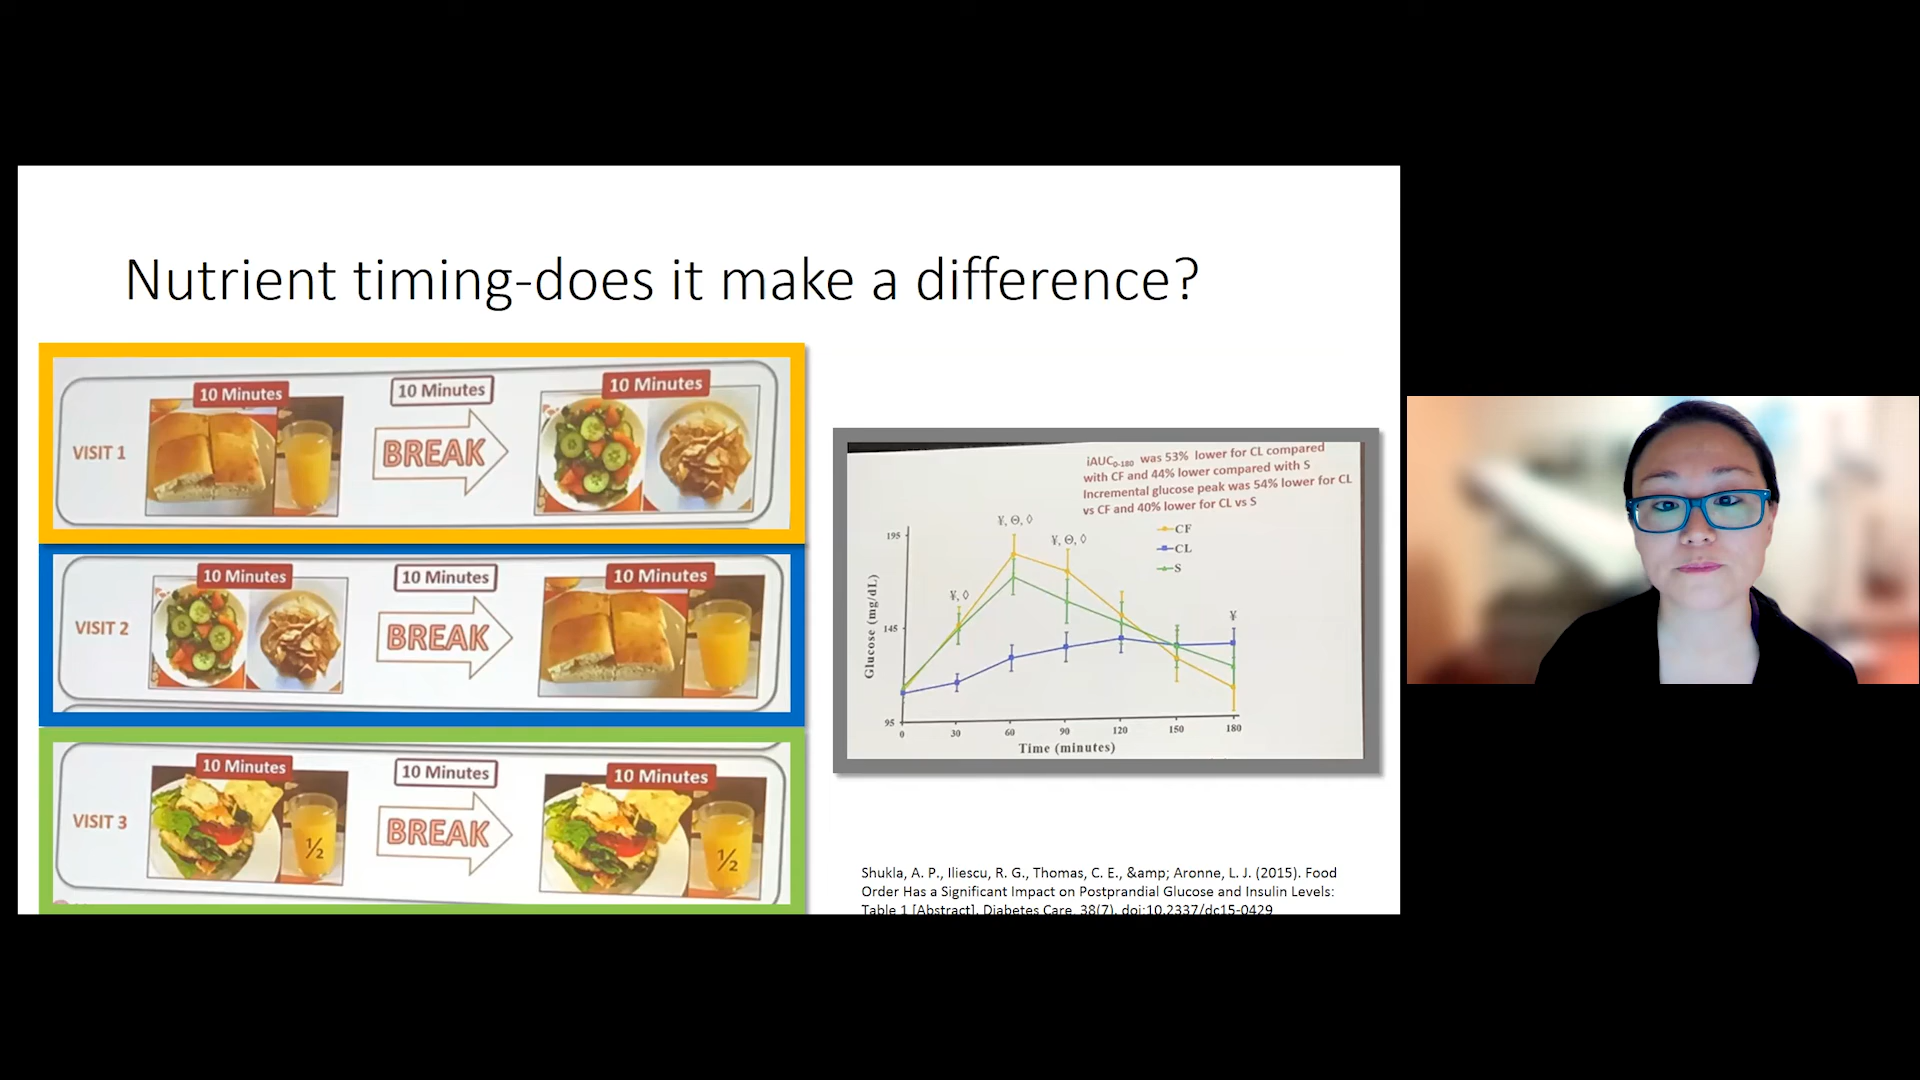 Nutrient timing-does it make a difference?
VISIT 1
10 Minutes
10 Minutes
BREAK
10 Minutes
VISIT 2
10 Minutes
10 Minutes
BREAK
10 Minutes
VISIT 3
10 Minutes
½
10 Minutes
BREAK
10 Minutes
½
iAUC0-180 was 53% lower for CL compared
with CF and 44% lower compared with S
Incremental glucose peak was 54% lower for CL
vs CF and 40% lower for CL vs S
CF
CL
S
¥, Θ, ◊
¥, Θ, ◊
¥, ◊
¥
Glucose (mg/dL)
195
145
95
0 30 60 90 120 150 180
Time (minutes)
Shukla, A. P., Iliescu, R. G., Thomas, C. E., &amp; Aronne, L. J. (2015). Food
Order Has a Significant Impact on Postprandial Glucose and Insulin Levels:
Table 1 [Abstract]. Diabetes Care, 38(7). doi:10.2337/dc15-0429